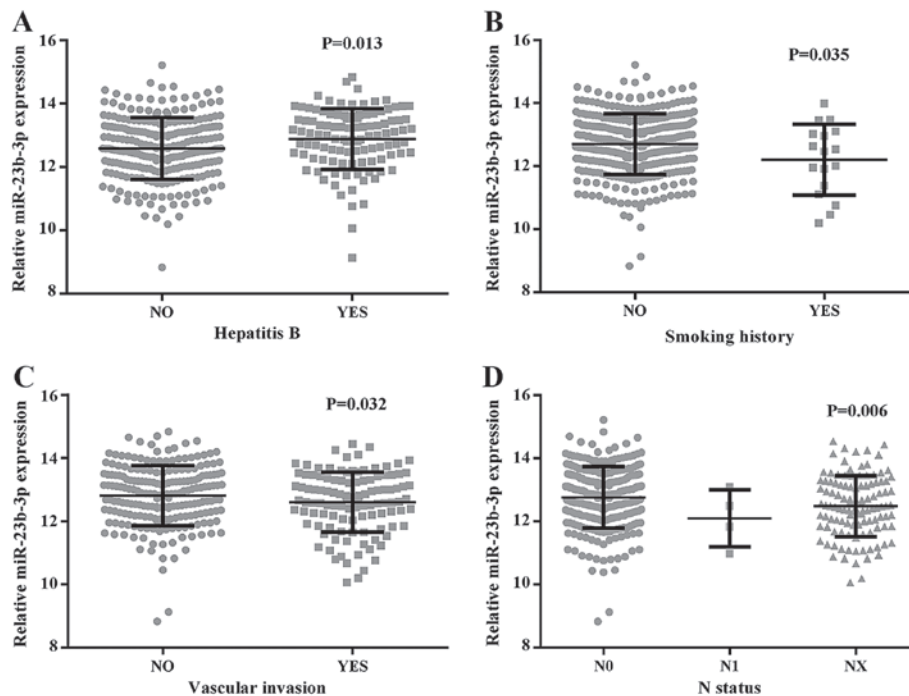 A
P=0.013
Relative miR-23b-3p expression
16
14
12
10
8
NO
YES
Hepatitis B
B
P=0.035
Relative miR-23b-3p expression
16
14
12
10
8
NO
YES
Smoking history
C
P=0.032
Relative miR-23b-3p expression
16
14
12
10
8
NO
YES
Vascular invasion
D
P=0.006
Relative miR-23b-3p expression
16
14
12
10
8
N0
N1
NX
N status